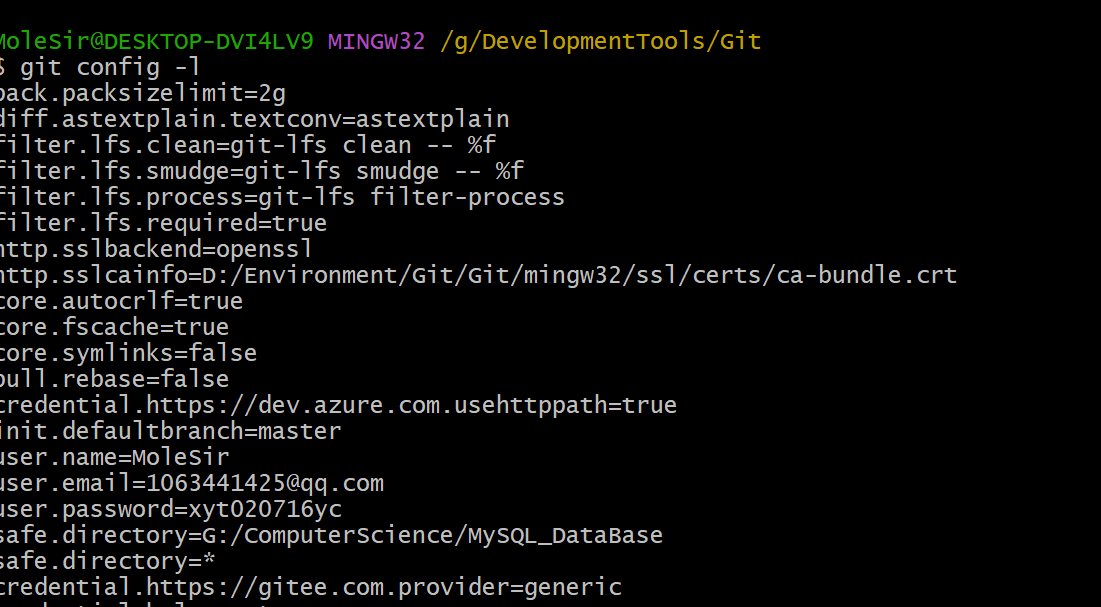 MoleSir@DESKTOP-DVI4LV9 MINGW32 /g/DevelopmentTools/Git
$ git config -l
pack.packsizelimit=2g
diff.astextplain.textconv=astextplain
filter.lfs.clean=git-lfs clean -- %f
filter.lfs.smudge=git-lfs smudge -- %f
filter.lfs.process=git-lfs filter-process
filter.lfs.required=true
http.sslbackend=openssl
http.sslcainfo=D:/Environment/Git/Git/mingw32/ssl/certs/ca-bundle.crt
core.autocrlf=true
core.fscache=true
core.symlinks=false
pull.rebase=false
credential.https://dev.azure.com.usehttppath=true
init.defaultbranch=master
user.name=MoleSir
user.email=1063441425@qq.com
user.password=xyt020716yc
safe.directory=G:/ComputerScience/MySQL_DataBase
safe.directory=*
credential.https://gitee.com.provider=generic